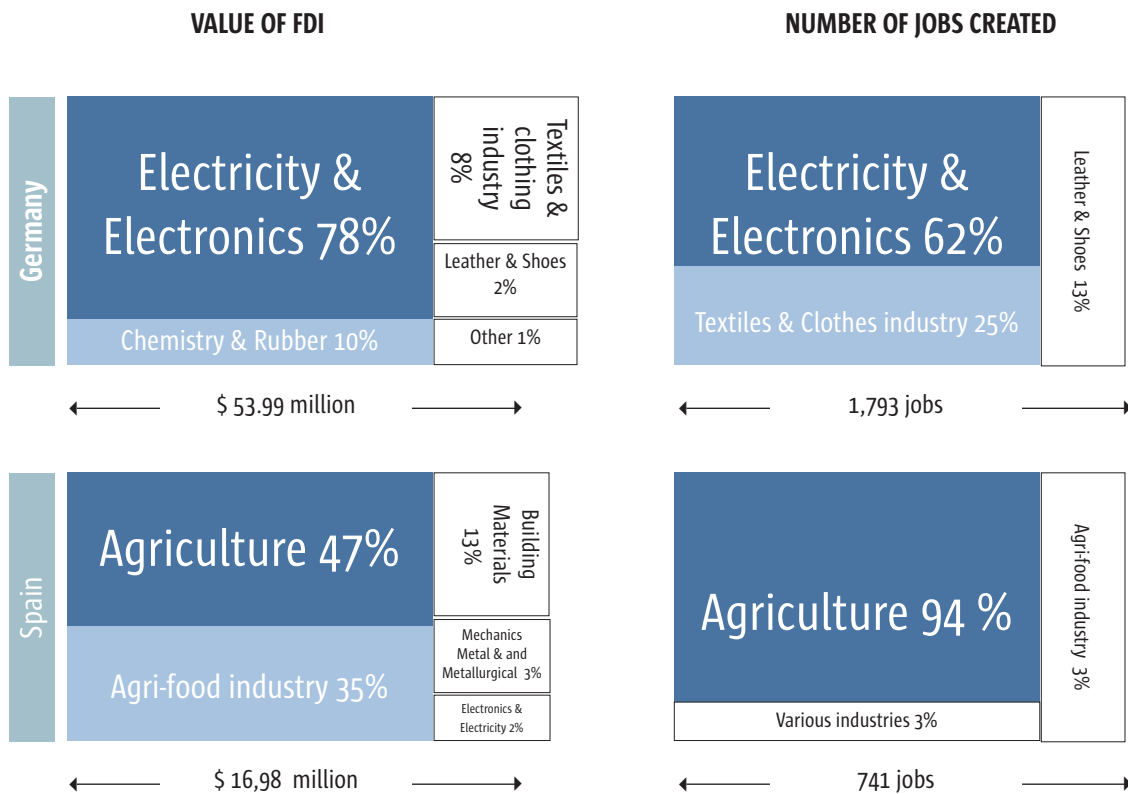 VALUE OF FDI
NUMBER OF JOBS CREATED
Germany
Electricity &
Electronics 78%
Textiles &
clothing
industry
8%
Leather & Shoes
2%
Chemistry & Rubber 10%
Other 1%
$ 53.99 million
Electricity &
Electronics 62%
Textiles & Clothes industry 25%
Leather & Shoes 13%
1,793 jobs
Spain
Agriculture 47%
Building
Materials
13%
Agri-food industry 35%
Mechanics
Metal & and
Metallurgical 3%
Electronics &
Electricity 2%
$ 16,98 million
Agriculture 94 %
Various industries 3%
Agri-food industry 3%
741 jobs